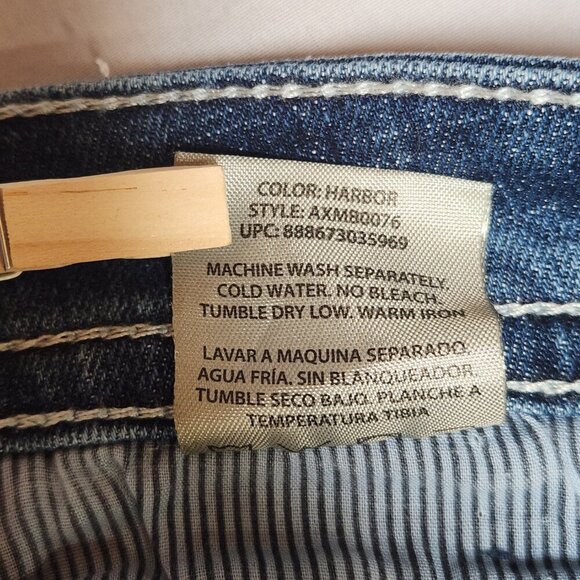 COLOR: HARBOR
STYLE: AXM80076
UPC: 888673035969
MACHINE WASH SEPARATELY.
COLD WATER. NO BLEACH.
TUMBLE DRY LOW. WARM IRON
LAVAR A MAQUINA SEPARADO.
AGUA FRÍA. SIN BLANQUEADOR
TUMBLE SECO BAJO. PLANCHE A
TEMPERATURA TIBIA